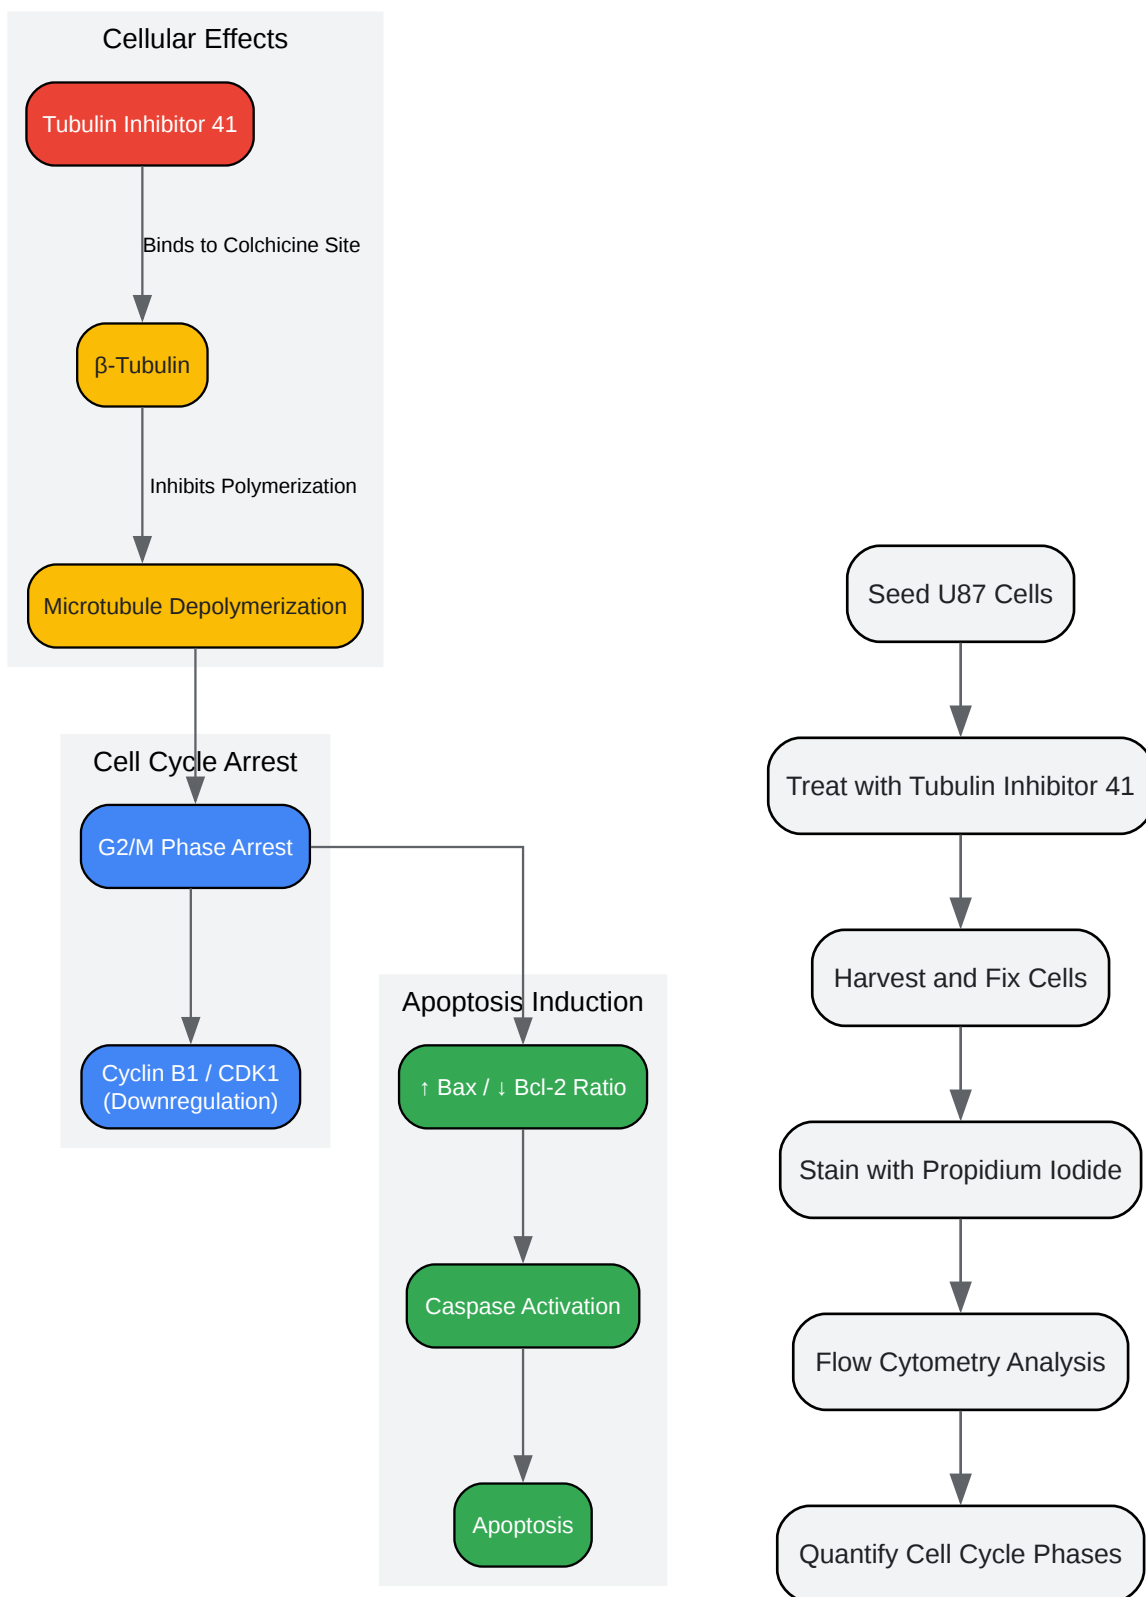 Cellular Effects
Tubulin Inhibitor 41
Binds to Colchicine Site
β-Tubulin
Inhibits Polymerization
Microtubule Depolymerization
Cell Cycle Arrest
G2/M Phase Arrest
Cyclin B1 / CDK1
(Downregulation)
Apoptosis Induction
↑ Bax / ↓ Bcl-2 Ratio
Caspase Activation
Apoptosis
Seed U87 Cells
Treat with Tubulin Inhibitor 41
Harvest and Fix Cells
Stain with Propidium Iodide
Flow Cytometry Analysis
Quantify Cell Cycle Phases